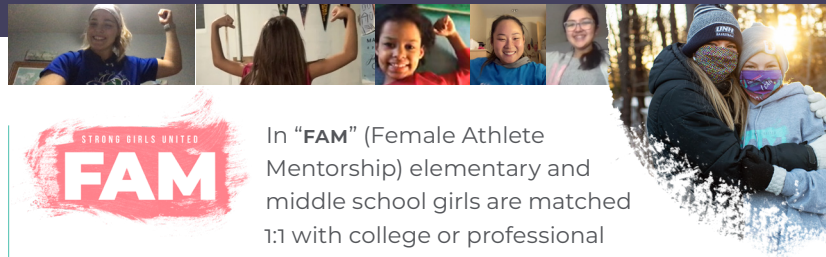 UNH
STRONG GIRLS UNITED
FAM
In “FAM” (Female Athlete
Mentorship) elementary and
middle school girls are matched
1:1 with college or professional